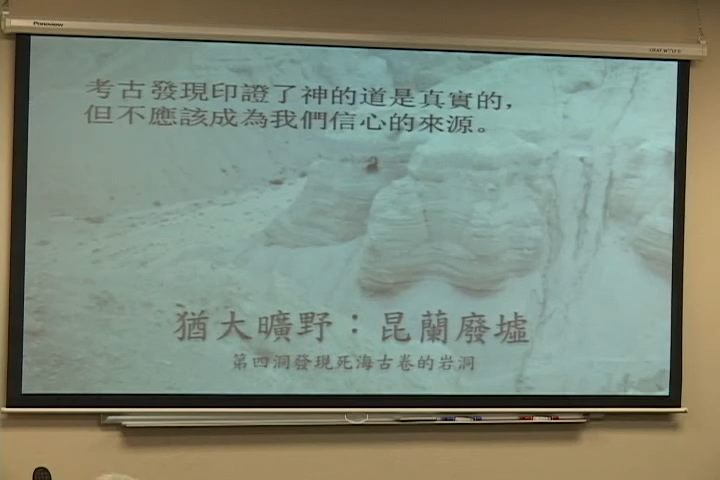 考古發現印證了神的道是真實的，
但不應該成為我們信心的來源。
猶大曠野：昆蘭廢墟
第四洞發現死海古卷的岩洞